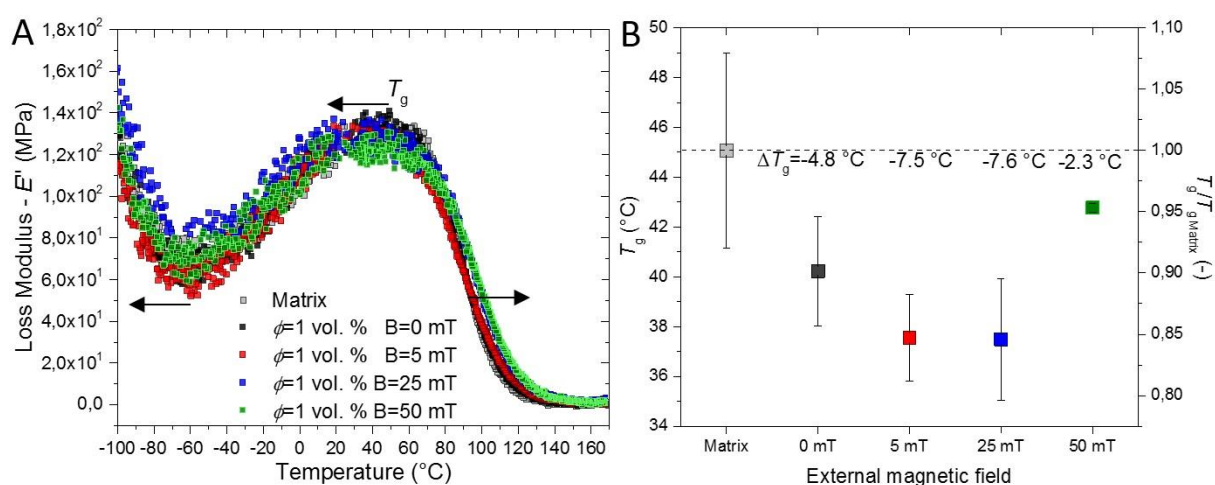 A
Loss Modulus - E'' (MPa)
1,8x10²
1,6x10²
1,4x10²
1,2x10²
1,0x10²
8,0x10¹
6,0x10¹
4,0x10¹
2,0x10¹
0,0
Tg
Matrix
ϕ=1 vol. % B=0 mT
ϕ=1 vol. % B=5 mT
ϕ=1 vol. % B=25 mT
ϕ=1 vol. % B=50 mT
-100 -80 -60 -40 -20 0 20 40 60 80 100 120 140 160
Temperature (°C)
B
Tg (°C)
50
48
46
44
42
40
38
36
34
ΔTg=-4.8 °C -7.5 °C -7.6 °C -2.3 °C
1,10
1,05
1,00
0,95
0,90
0,85
0,80
Tg/Tg Matrix (-)
Matrix 0 mT 5 mT 25 mT 50 mT
External magnetic field